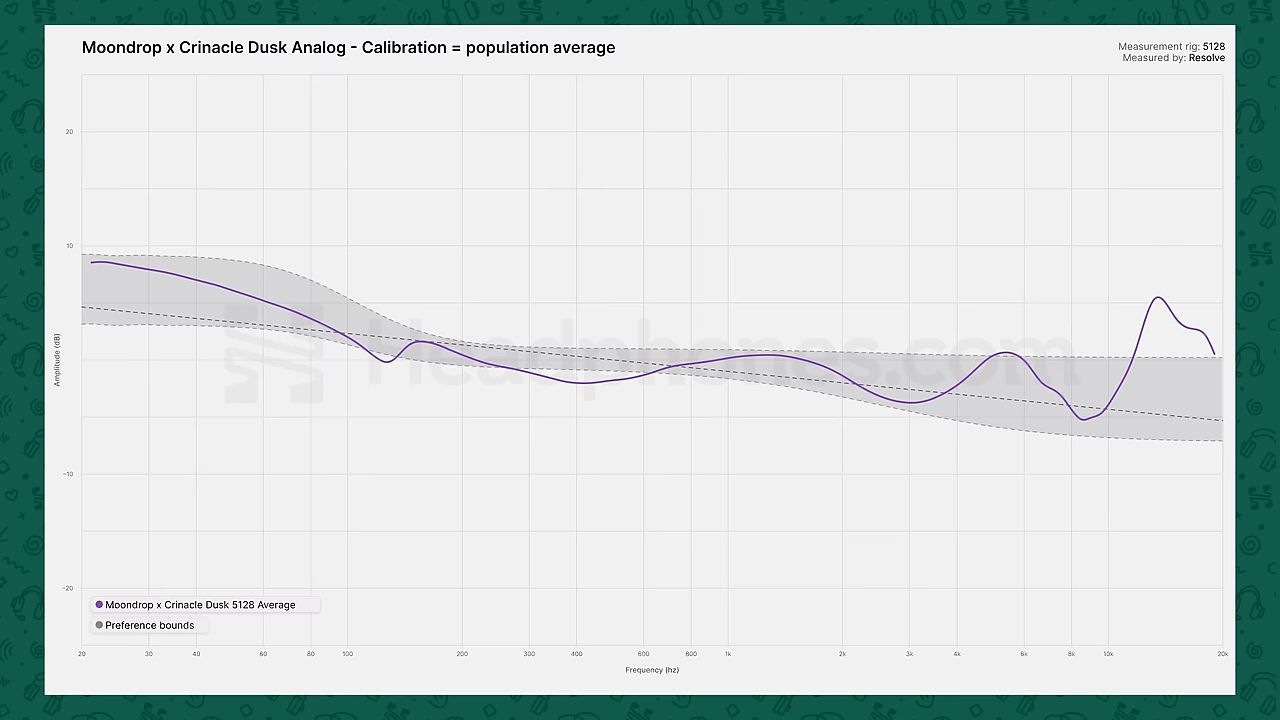 Moondrop x Crinacle Dusk Analog - Calibration = population average
Measurement rig: 5128
Measured by: Resolve
20
10
Amplitude (dB)
−10
−20
Headphones.com
Moondrop x Crinacle Dusk 5128 Average
Preference bounds
20 30 40 60 80 100 200 300 400 600 800 1k 2k 3k 4k 6k 8k 10k 20k
Frequency (hz)